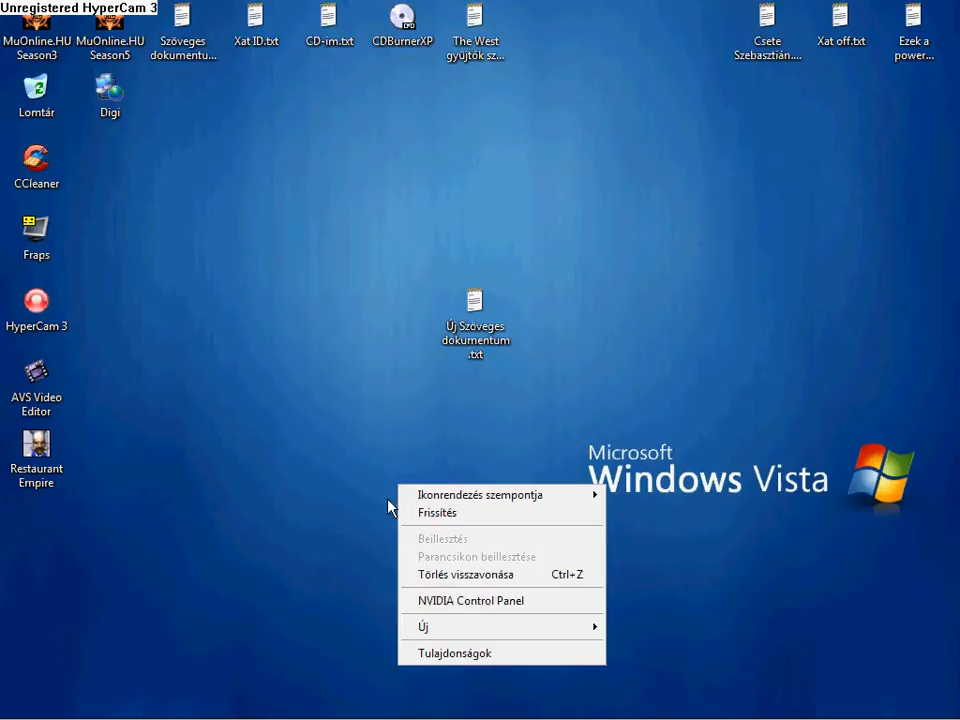 Unregistered HyperCam 3
MuOnline.HU
Season3
MuOnline.HU
Season5
Szöveges
dokumentu...
Xat ID.txt
CD-im.txt
CDBurnerXP
The West
gyűjtök sz...
Csete
Szebasztián....
Xat off.txt
Ezek a
power...
Lomtár
Digi
CCleaner
Fraps
HyperCam 3
AVS Video
Editor
Restaurant
Empire
Új Szöveges
dokumentum
.txt
Microsoft
Windows Vista
Ikonrendezés szempontja
Frissítés
Beillesztés
Parancsikon beillesztése
Törlés visszavonása Ctrl+Z
NVIDIA Control Panel
Új
Tulajdonságok